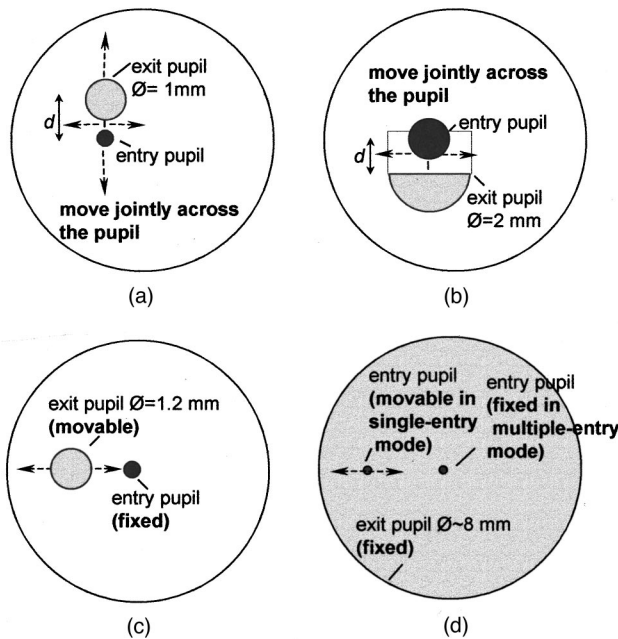 exit pupil
Ø= 1mm
d
entry pupil
move jointly across
the pupil
(a)
move jointly across
the pupil
entry pupil
d
exit pupil
Ø=2 mm
(b)
exit pupil Ø=1.2 mm
(movable)
entry pupil
(fixed)
(c)
entry pupil
(movable in
single-entry
mode)
entry pupil
(fixed in
multiple-entry
mode)
exit pupil Ø~8 mm
(fixed)
(d)